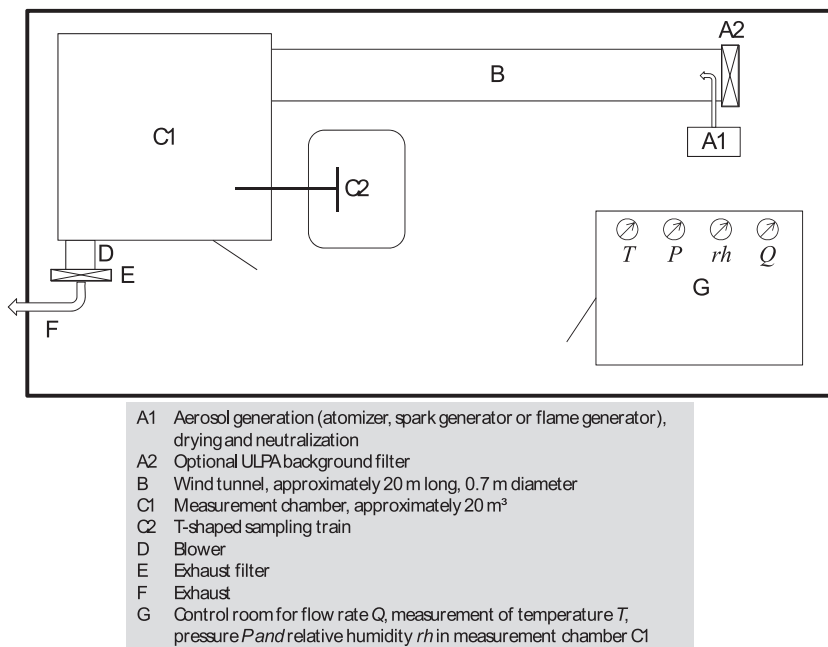 A2
B
C1
A1
C2
T P rh Q
D
E
G
F
A1 Aerosol generation (atomizer, spark generator or flame generator),
drying and neutralization
A2 Optional ULPA background filter
B Wind tunnel, approximately 20 m long, 0.7 m diameter
C1 Measurement chamber, approximately 20 m³
C2 T-shaped sampling train
D Blower
E Exhaust filter
F Exhaust
G Control room for flow rate Q, measurement of temperature T,
pressure P and relative humidity rh in measurement chamber C1